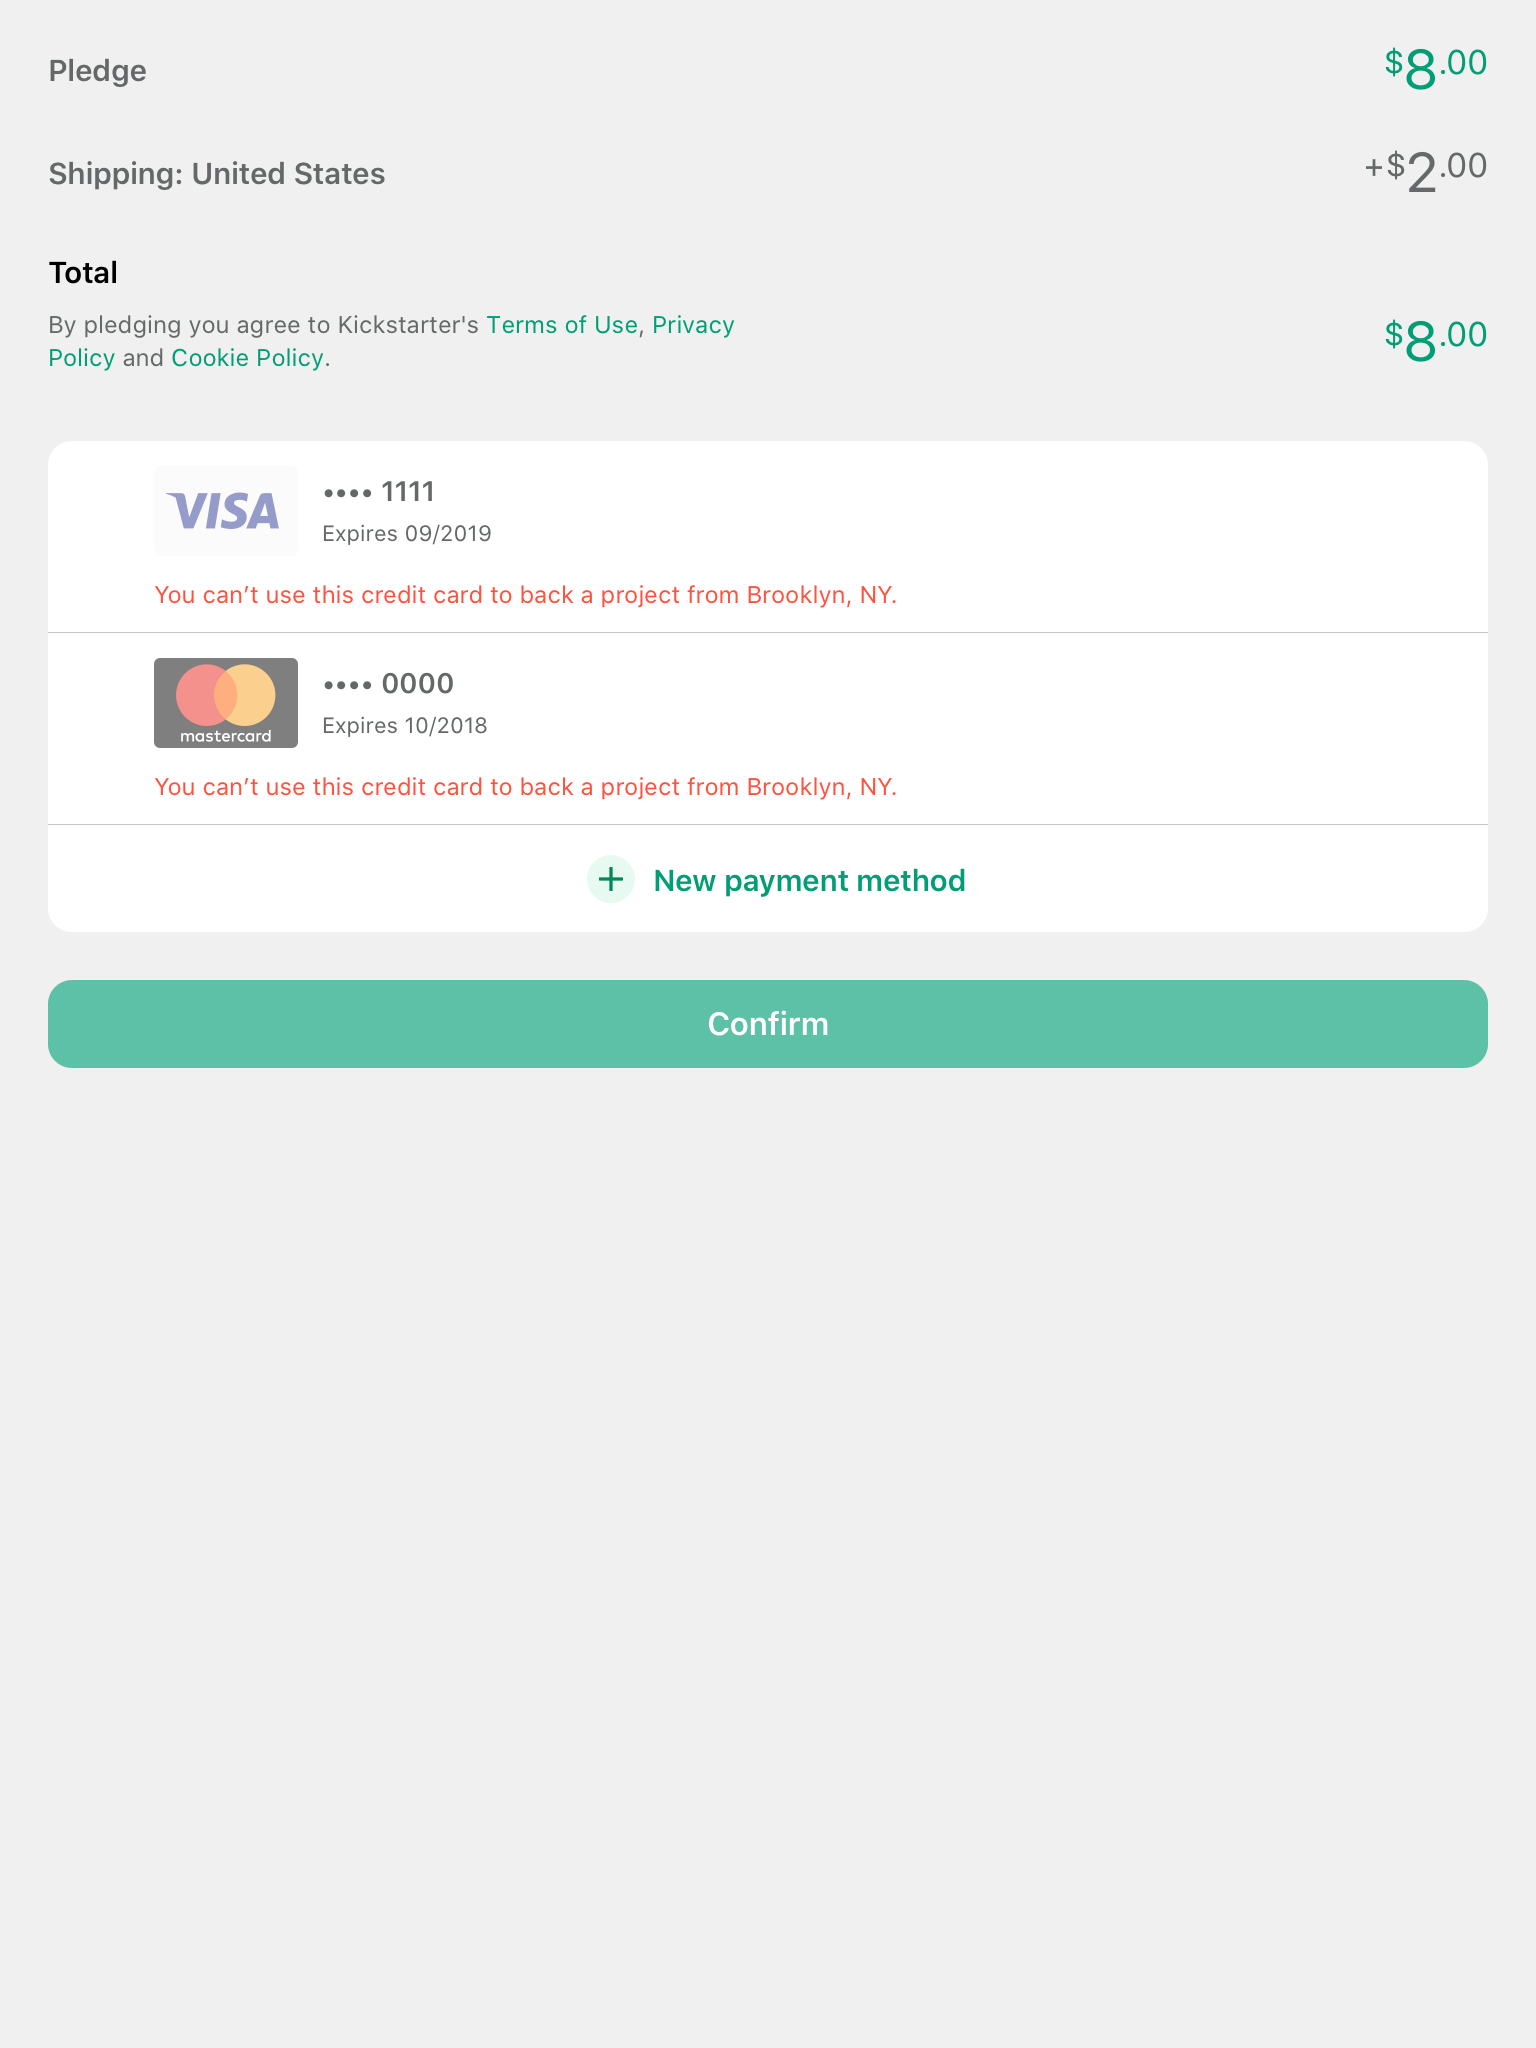 Pledge $8.00
Shipping: United States +$2.00
Total
By pledging you agree to Kickstarter's Terms of Use, Privacy
Policy and Cookie Policy.
$8.00
VISA
•••• 1111
Expires 09/2019
You can’t use this credit card to back a project from Brooklyn, NY.
mastercard
•••• 0000
Expires 10/2018
You can’t use this credit card to back a project from Brooklyn, NY.
+ New payment method
Confirm